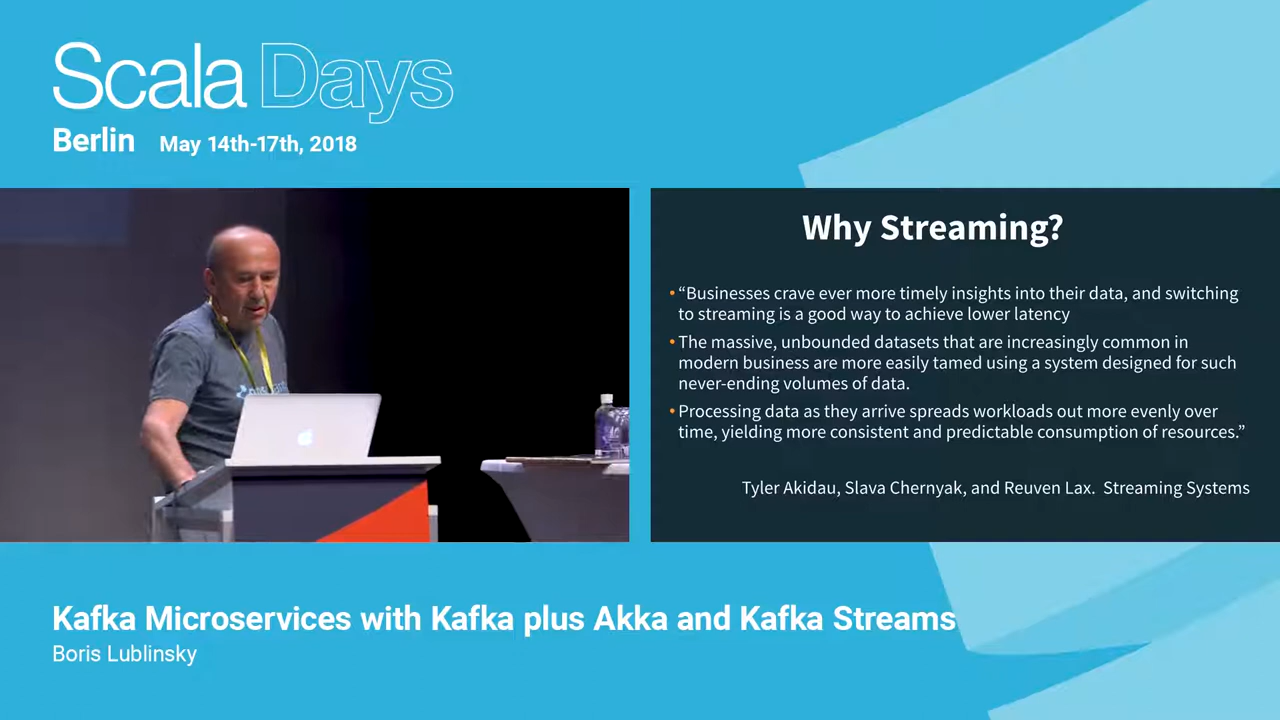 Scala Days
Berlin May 14th-17th, 2018
Why Streaming?
• “Businesses crave ever more timely insights into their data, and switching
to streaming is a good way to achieve lower latency
• The massive, unbounded datasets that are increasingly common in
modern business are more easily tamed using a system designed for such
never-ending volumes of data.
• Processing data as they arrive spreads workloads out more evenly over
time, yielding more consistent and predictable consumption of resources.”
Tyler Akidau, Slava Chernyak, and Reuven Lax. Streaming Systems
Kafka Microservices with Kafka plus Akka and Kafka Streams
Boris Lublinsky